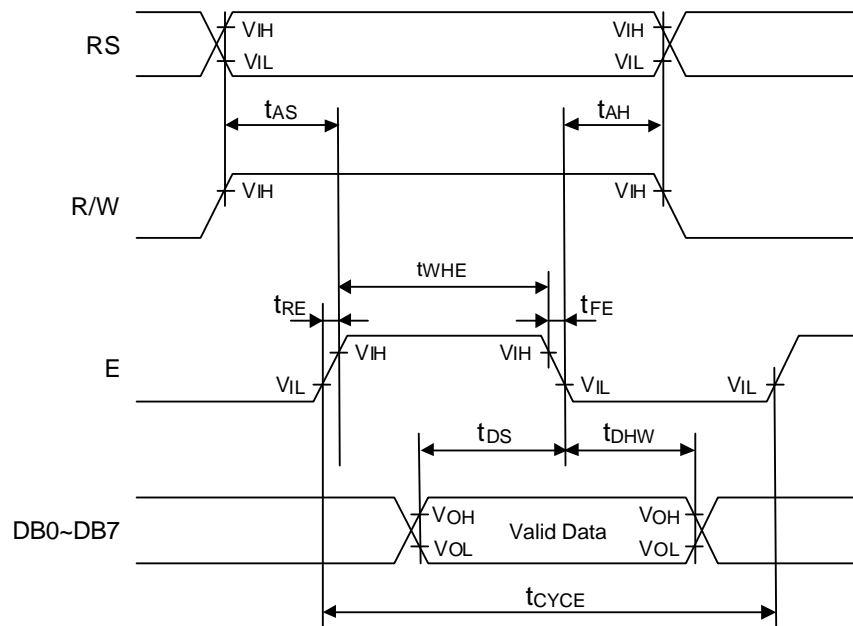 RS
VIH
VIL
VIH
VIL
tAS
tAH
R/W
VIH
VIH
tWHE
tRE
tFE
E
VIL
VIH
VIH
VIL
VIL
tDS
tDHW
DB0~DB7
VOH
VOL
Valid Data
VOH
VOL
tCYCE